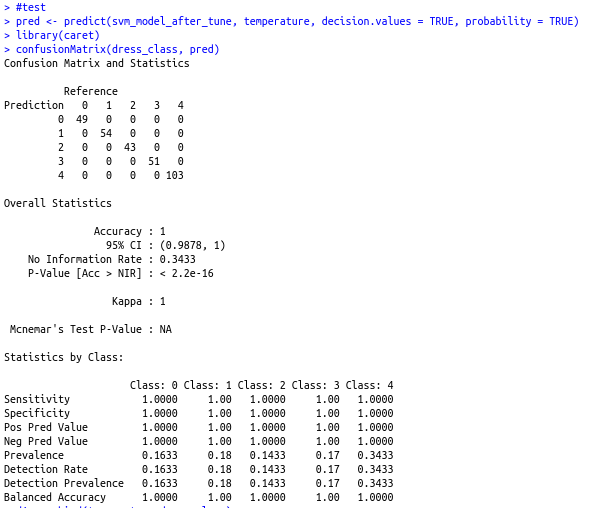 > #test
> pred <- predict(svm_model_after_tune, temperature, decision.values = TRUE, probability = TRUE)
> library(caret)
> confusionMatrix(dress_class, pred)
Confusion Matrix and Statistics
Reference
Prediction 0 1 2 3 4
0 49 0 0 0 0
1 0 54 0 0 0
2 0 0 43 0 0
3 0 0 0 51 0
4 0 0 0 0 103
Overall Statistics
Accuracy : 1
95% CI : (0.9878, 1)
No Information Rate : 0.3433
P-Value [Acc > NIR] : < 2.2e-16
Kappa : 1
Mcnemar's Test P-Value : NA
Statistics by Class:
Class: 0 Class: 1 Class: 2 Class: 3 Class: 4
Sensitivity 1.0000 1.00 1.0000 1.00 1.0000
Specificity 1.0000 1.00 1.0000 1.00 1.0000
Pos Pred Value 1.0000 1.00 1.0000 1.00 1.0000
Neg Pred Value 1.0000 1.00 1.0000 1.00 1.0000
Prevalence 0.1633 0.18 0.1433 0.17 0.3433
Detection Rate 0.1633 0.18 0.1433 0.17 0.3433
Detection Prevalence 0.1633 0.18 0.1433 0.17 0.3433
Balanced Accuracy 1.0000 1.00 1.0000 1.00 1.0000